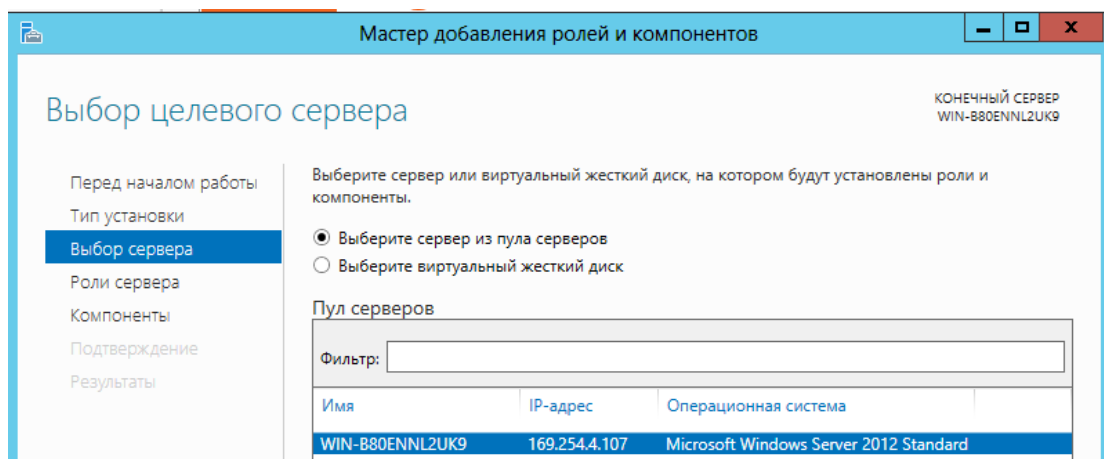 Мастер добавления ролей и компонентов
Выбор целевого сервера
КОНЕЧНЫЙ СЕРВЕР
WIN-B80ENNL2UK9
Перед началом работы
Тип установки
Выбор сервера
Роли сервера
Компоненты
Подтверждение
Результаты
Выберите сервер или виртуальный жесткий диск, на котором будут установлены роли и
компоненты.
Выберите сервер из пула серверов
Выберите виртуальный жесткий диск
Пул серверов
Фильтр:
Имя IP-адрес Операционная система
WIN-B80ENNL2UK9 169.254.4.107 Microsoft Windows Server 2012 Standard